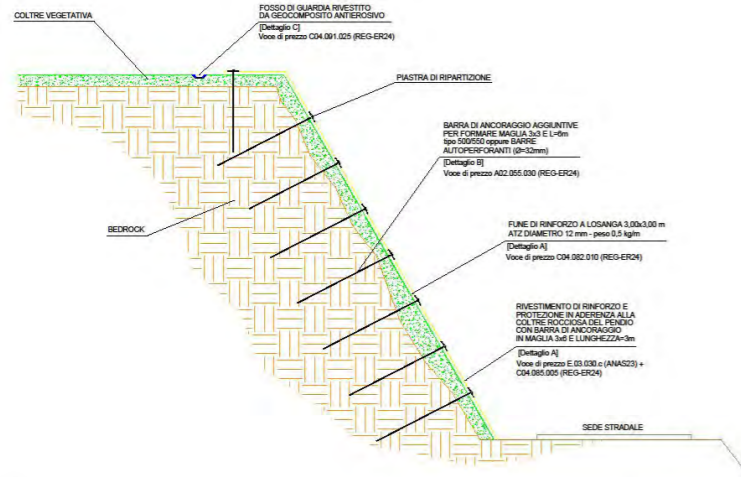 COLTRE VEGETATIVA
FOSSO DI GUARDIA RIVESTITO
DA GEOCOMPOSITO ANTIEROSIVO
[Dettaglio C]
Voce di prezzo C04.091.025 (REG-ER24)
PIASTRA DI RIPARTIZIONE
BARRA DI ANCORAGGIO AGGIUNTIVE
PER FORMARE MAGLIA 3x3 E L=6m
tipo 500/550 oppure BARRE
AUTOPERFORANTI (Ø=32mm)
[Dettaglio B]
Voce di prezzo A02.055.030 (REG-ER24)
BEDROCK
FUNE DI RINFORZO A LOSANGA 3,00x3,00 m
ATZ DIAMETRO 12 mm - peso 0,5 kg/m
[Dettaglio A]
Voce di prezzo C04.082.010 (REG-ER24)
RIVESTIMENTO DI RINFORZO E
PROTEZIONE IN ADERENZA ALLA
COLTRE ROCCIOSA DEL PENDIO
CON BARRA DI ANCORAGGIO
IN MAGLIA 3x6 E LUNGHEZZA=3m
[Dettaglio A]
Voce di prezzo E.03.030.c (ANAS23) +
C04.085.005 (REG-ER24)
SEDE STRADALE